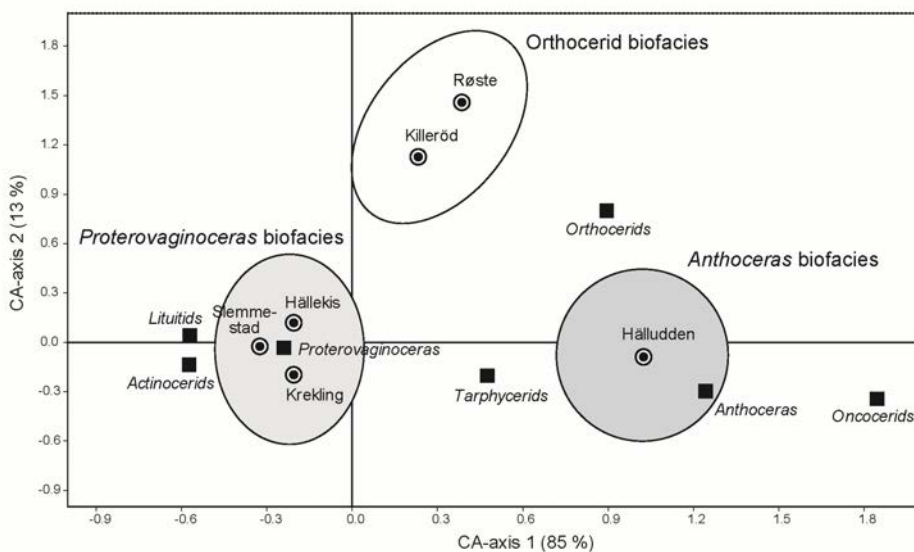 Orthocerid biofacies
1.8
Røste
1.5
Killeröd
1.2
0.9
Orthocerids
Proterovaginoceras biofacies
0.6
Anthoceras biofacies
0.3
Hällekis
Slemme-
stad
Hälludden
Lituitids
0.0
Proterovaginoceras
Actinocerids
Krekling
Tarphycerids
-0.3
Anthoceras
Oncocerids
-0.6
-0.9
CA-axis 2 (13 %)
-0.9 -0.6 -0.3 0.0 0.3 0.6 0.9 1.2 1.5 1.8
CA-axis 1 (85 %)